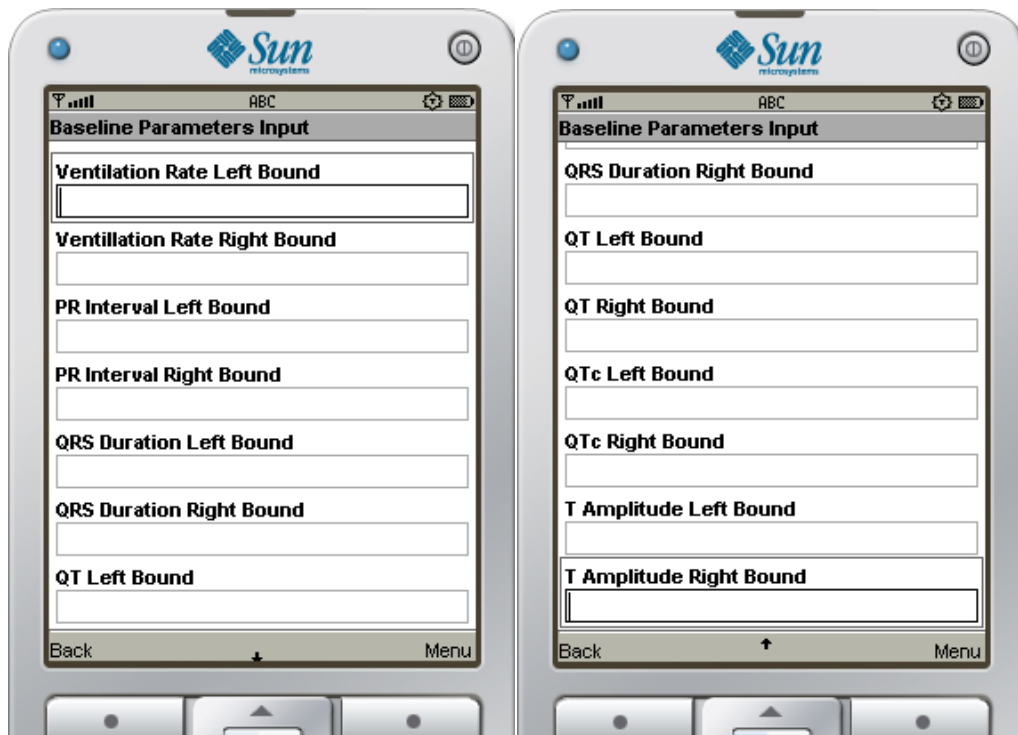 Sun
microsystems
ABC
Baseline Parameters Input
Ventilation Rate Left Bound
Ventillation Rate Right Bound
PR Interval Left Bound
PR Interval Right Bound
QRS Duration Left Bound
QRS Duration Right Bound
QT Left Bound
Back
Menu
Sun
microsystems
ABC
Baseline Parameters Input
QRS Duration Right Bound
QT Left Bound
QT Right Bound
QTc Left Bound
QTc Right Bound
T Amplitude Left Bound
T Amplitude Right Bound
Back
Menu